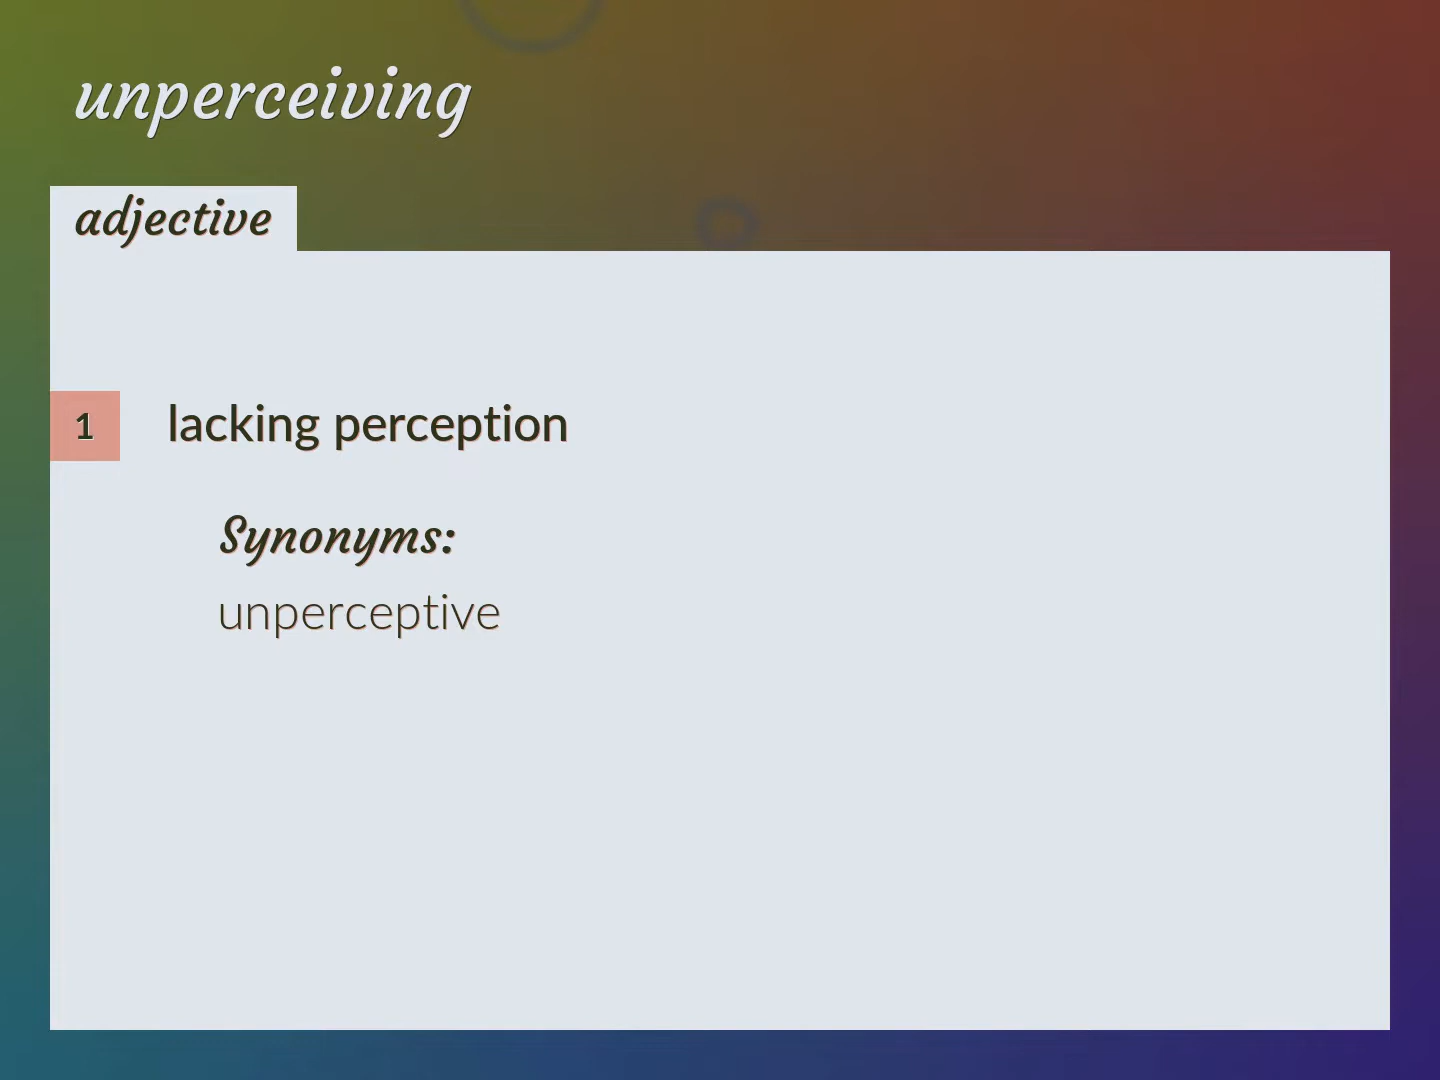 unperceiving
adjective
1 lacking perception
Synonyms:
unperceptive